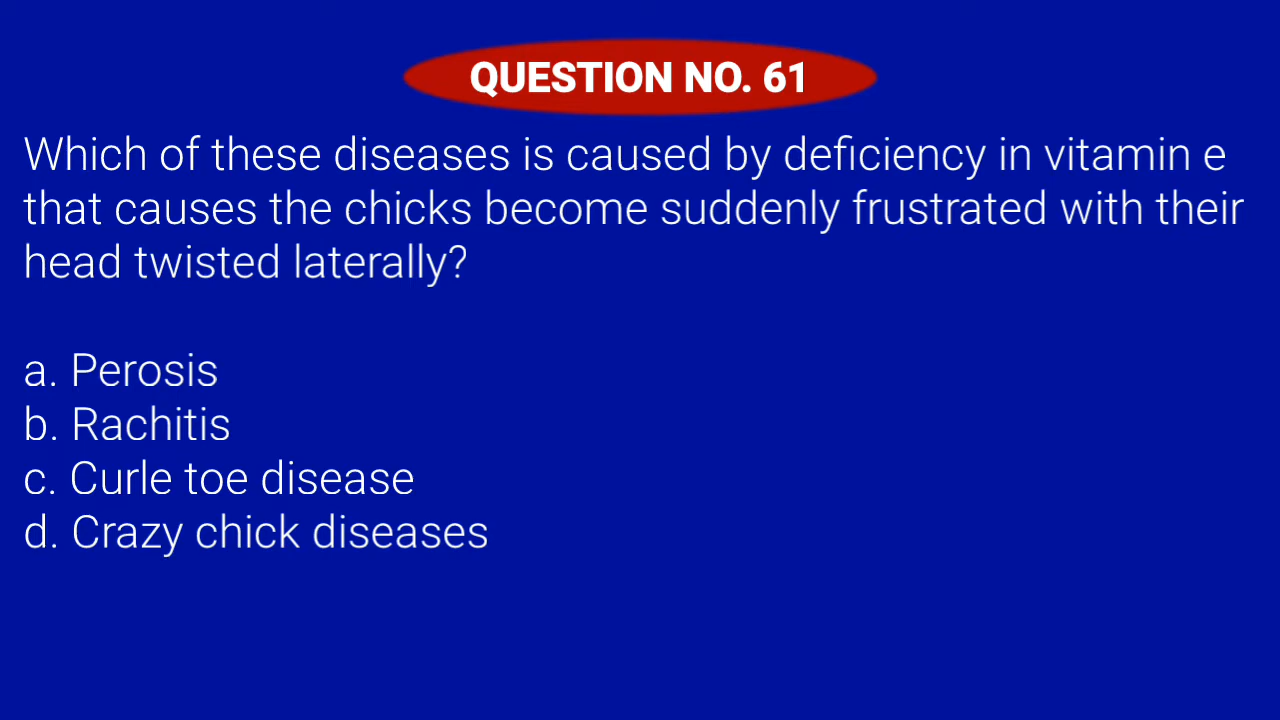 QUESTION NO. 61
Which of these diseases is caused by deficiency in vitamin e
that causes the chicks become suddenly frustrated with their
head twisted laterally?
a. Perosis
b. Rachitis
c. Curle toe disease
d. Crazy chick diseases